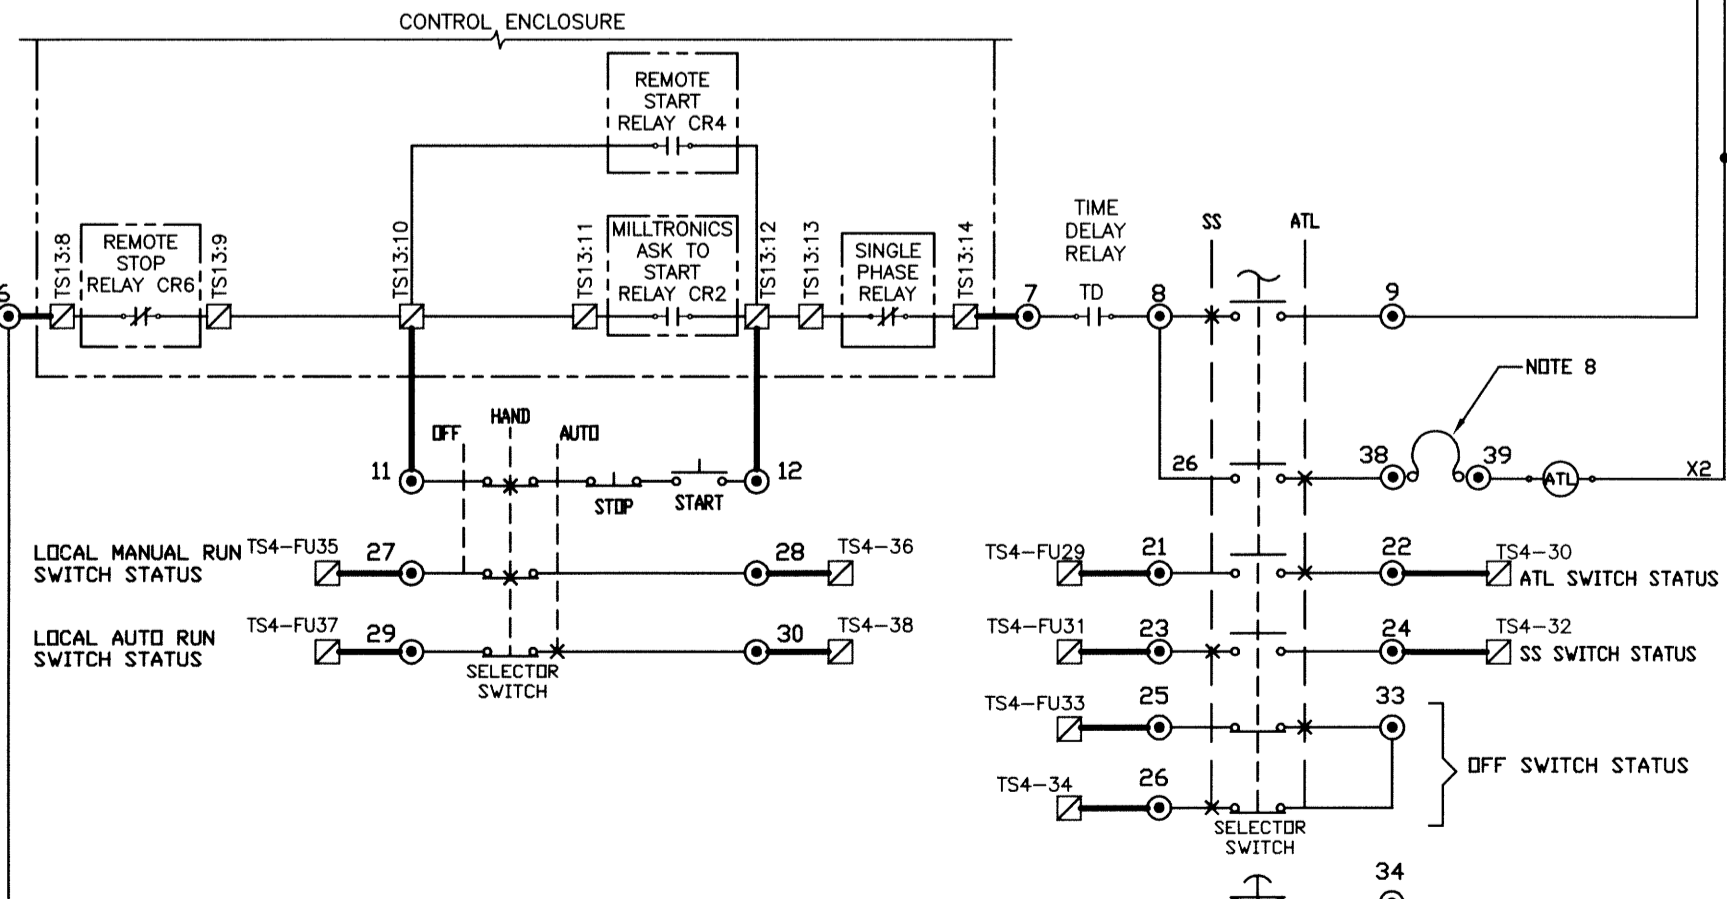 CONTROL ENCLOSURE
REMOTE
START
RELAY CR4
TS13:8
REMOTE
STOP
RELAY CR6
TS13:9
TS13:10
TS13:11
MILLTRONICS
ASK TO
START
RELAY CR2
TS13:12
TS13:13
SINGLE
PHASE
RELAY
TS13:14
7
TIME
DELAY
RELAY
TD
8
SS
ATL
9
NOTE 8
OFF
HAND
AUTO
11
STOP
START
12
26
38
39
ATL
X2
LOCAL MANUAL RUN
SWITCH STATUS
TS4-FU35
27
28
TS4-36
TS4-FU29
21
22
TS4-30
ATL SWITCH STATUS
LOCAL AUTO RUN
SWITCH STATUS
TS4-FU37
29
30
TS4-38
SELECTOR
SWITCH
TS4-FU31
23
24
TS4-32
SS SWITCH STATUS
TS4-FU33
25
33
OFF SWITCH STATUS
TS4-34
26
SELECTOR
SWITCH
34